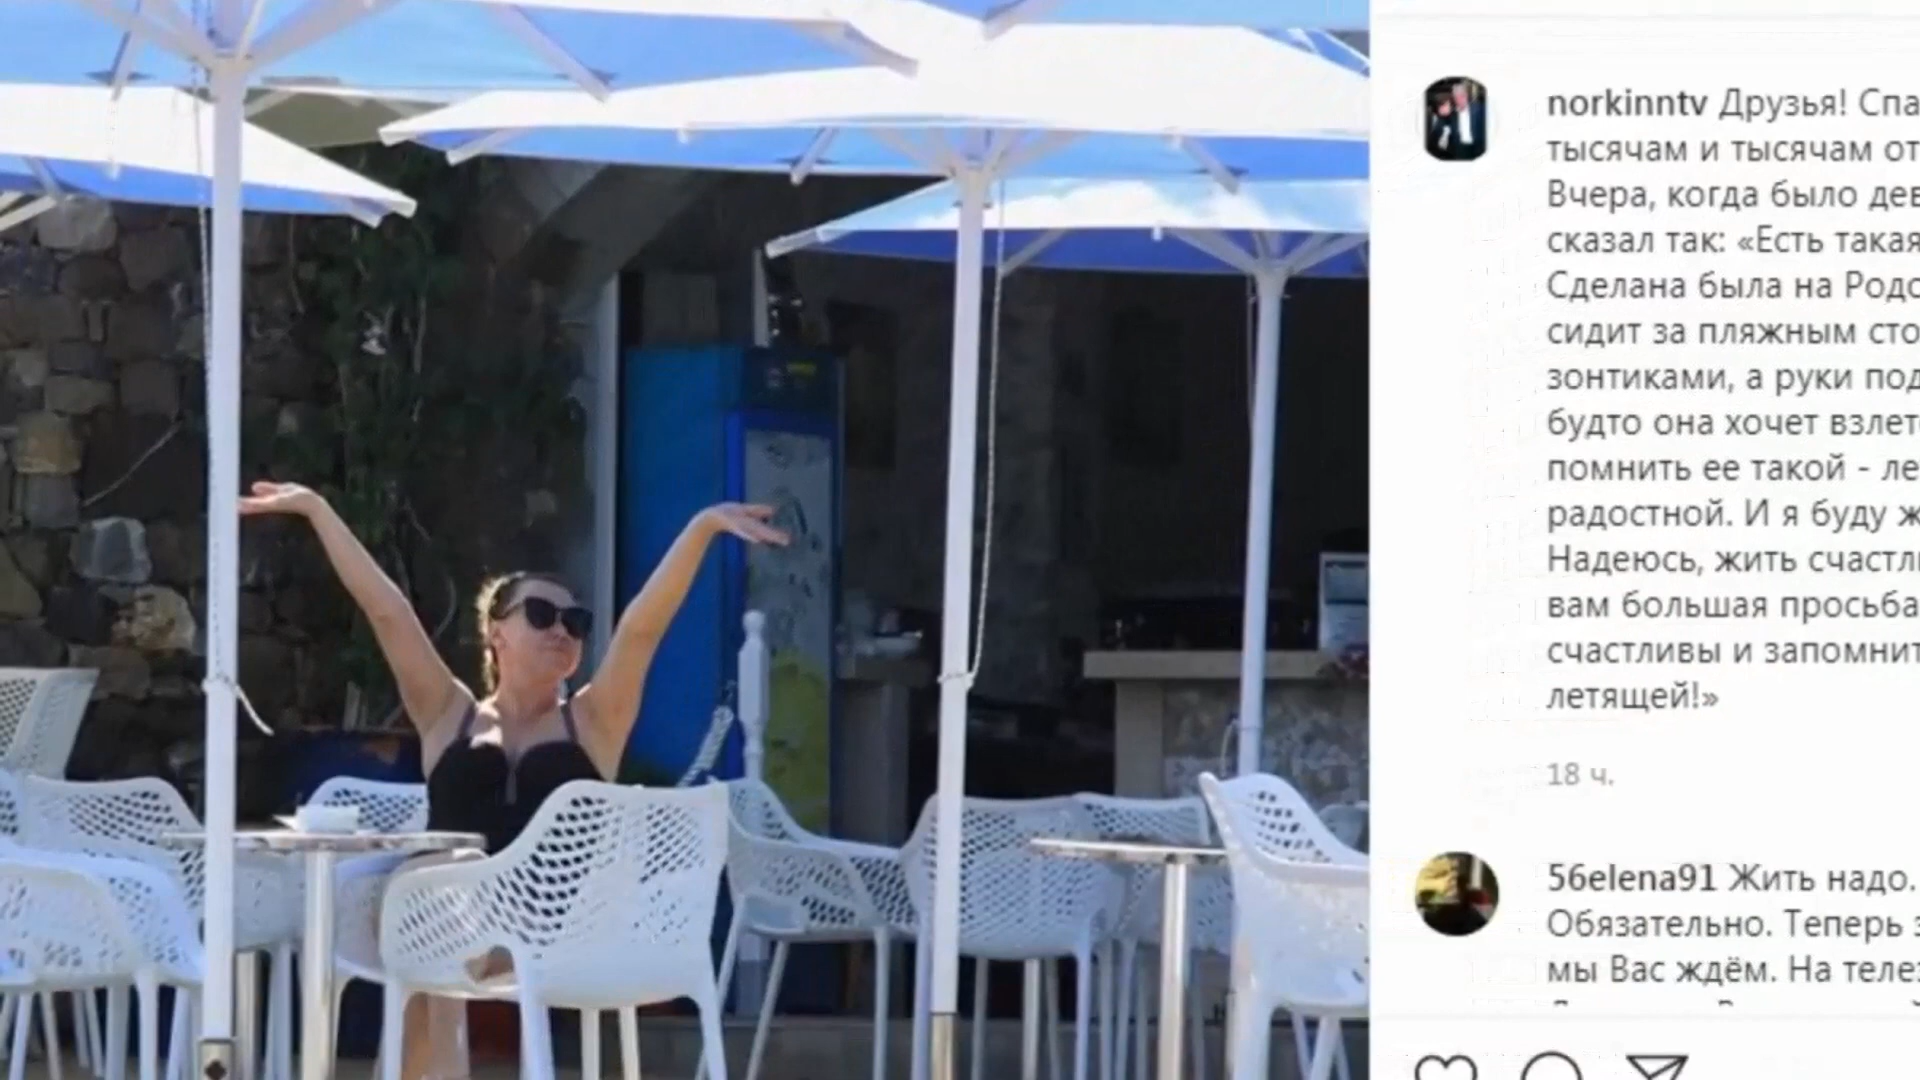 norkinntv Друзья! Спа
тысячам и тысячам от
Вчера, когда было дев
сказал так: «Есть такая
Сделана была на Родо
сидит за пляжным сто
зонтиками, а руки под
будто она хочет взлет
помнить ее такой - ле
радостной. И я буду ж
Надеюсь, жить счастл
вам большая просьба
счастливы и запомнит
летящей!»
18 ч.
56elena91 Жить надо.
Обязательно. Теперь з
мы Вас ждём. На теле